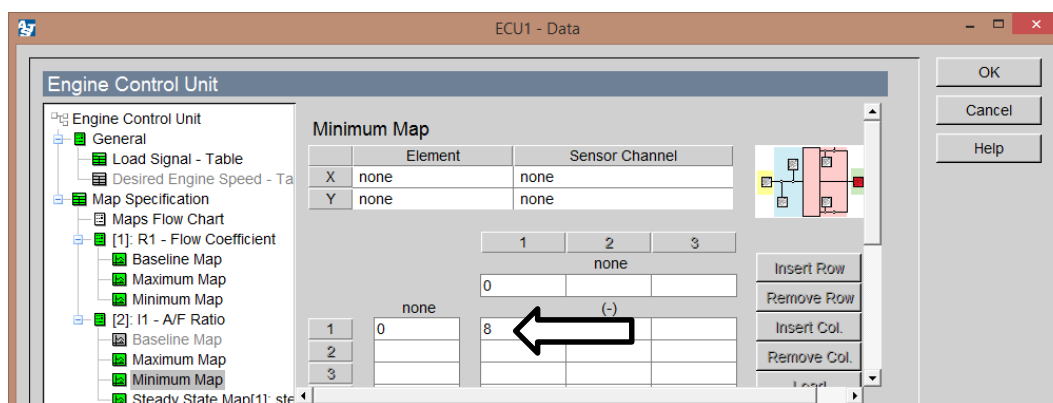 ECU1 - Data
Engine Control Unit
OK
Cancel
Help
Engine Control Unit
General
Load Signal - Table
Desired Engine Speed - Ta
Map Specification
Maps Flow Chart
[1]: R1 - Flow Coefficient
Baseline Map
Maximum Map
Minimum Map
[2]: I1 - A/F Ratio
Baseline Map
Maximum Map
Minimum Map
Steady State Map[1]: ste
Minimum Map
Element Sensor Channel
X none none
Y none none
1 2 3
none
0
none (-)
1 0 8
2
3
Insert Row
Remove Row
Insert Col.
Remove Col.
Load